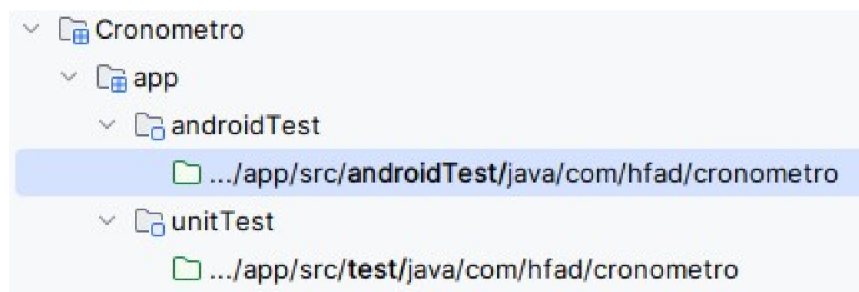 Cronometro
app
androidTest
.../app/src/androidTest/java/com/hfad/cronometro
unitTest
.../app/src/test/java/com/hfad/cronometro